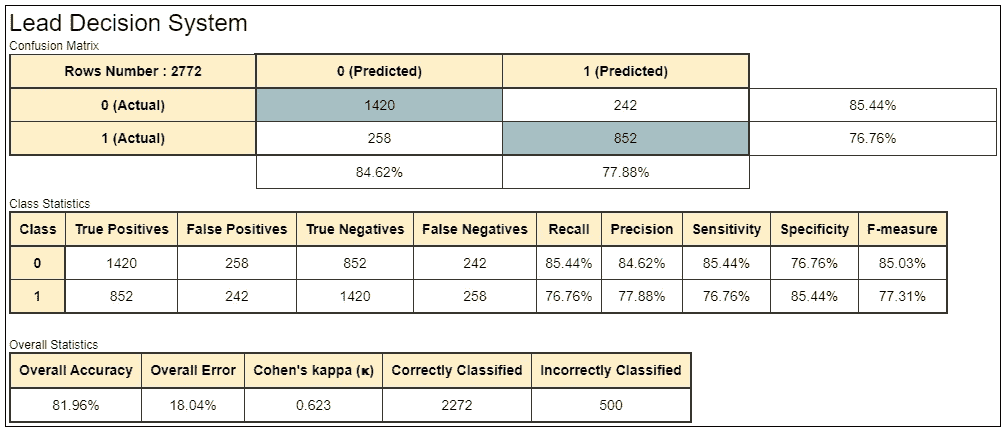 Lead Decision System
Confusion Matrix
Rows Number : 2772 0 (Predicted) 1 (Predicted)
0 (Actual) 1420 242 85.44%
1 (Actual) 258 852 76.76%
84.62% 77.88%
Class Statistics
Class True Positives False Positives True Negatives False Negatives Recall Precision Sensitivity Specificity F-measure
0 1420 258 852 242 85.44% 84.62% 85.44% 76.76% 85.03%
1 852 242 1420 258 76.76% 77.88% 76.76% 85.44% 77.31%
Overall Statistics
Overall Accuracy Overall Error Cohen's kappa (κ) Correctly Classified Incorrectly Classified
81.96% 18.04% 0.623 2272 500